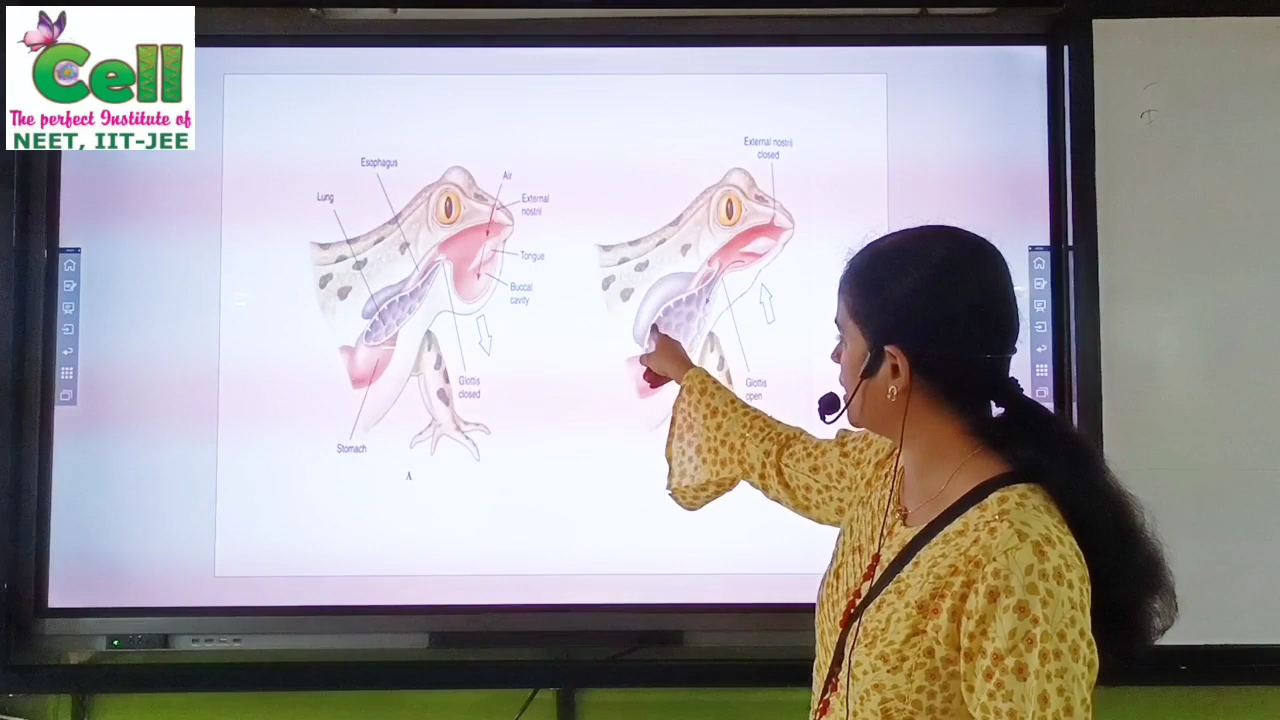 Cell
The perfect Institute of
NEET, IIT-JEE
Esophagus
Lung
Air
External
nostril
Tongue
Buccal
cavity
Glottis
closed
Stomach
A
External nostril
closed
Glottis
open